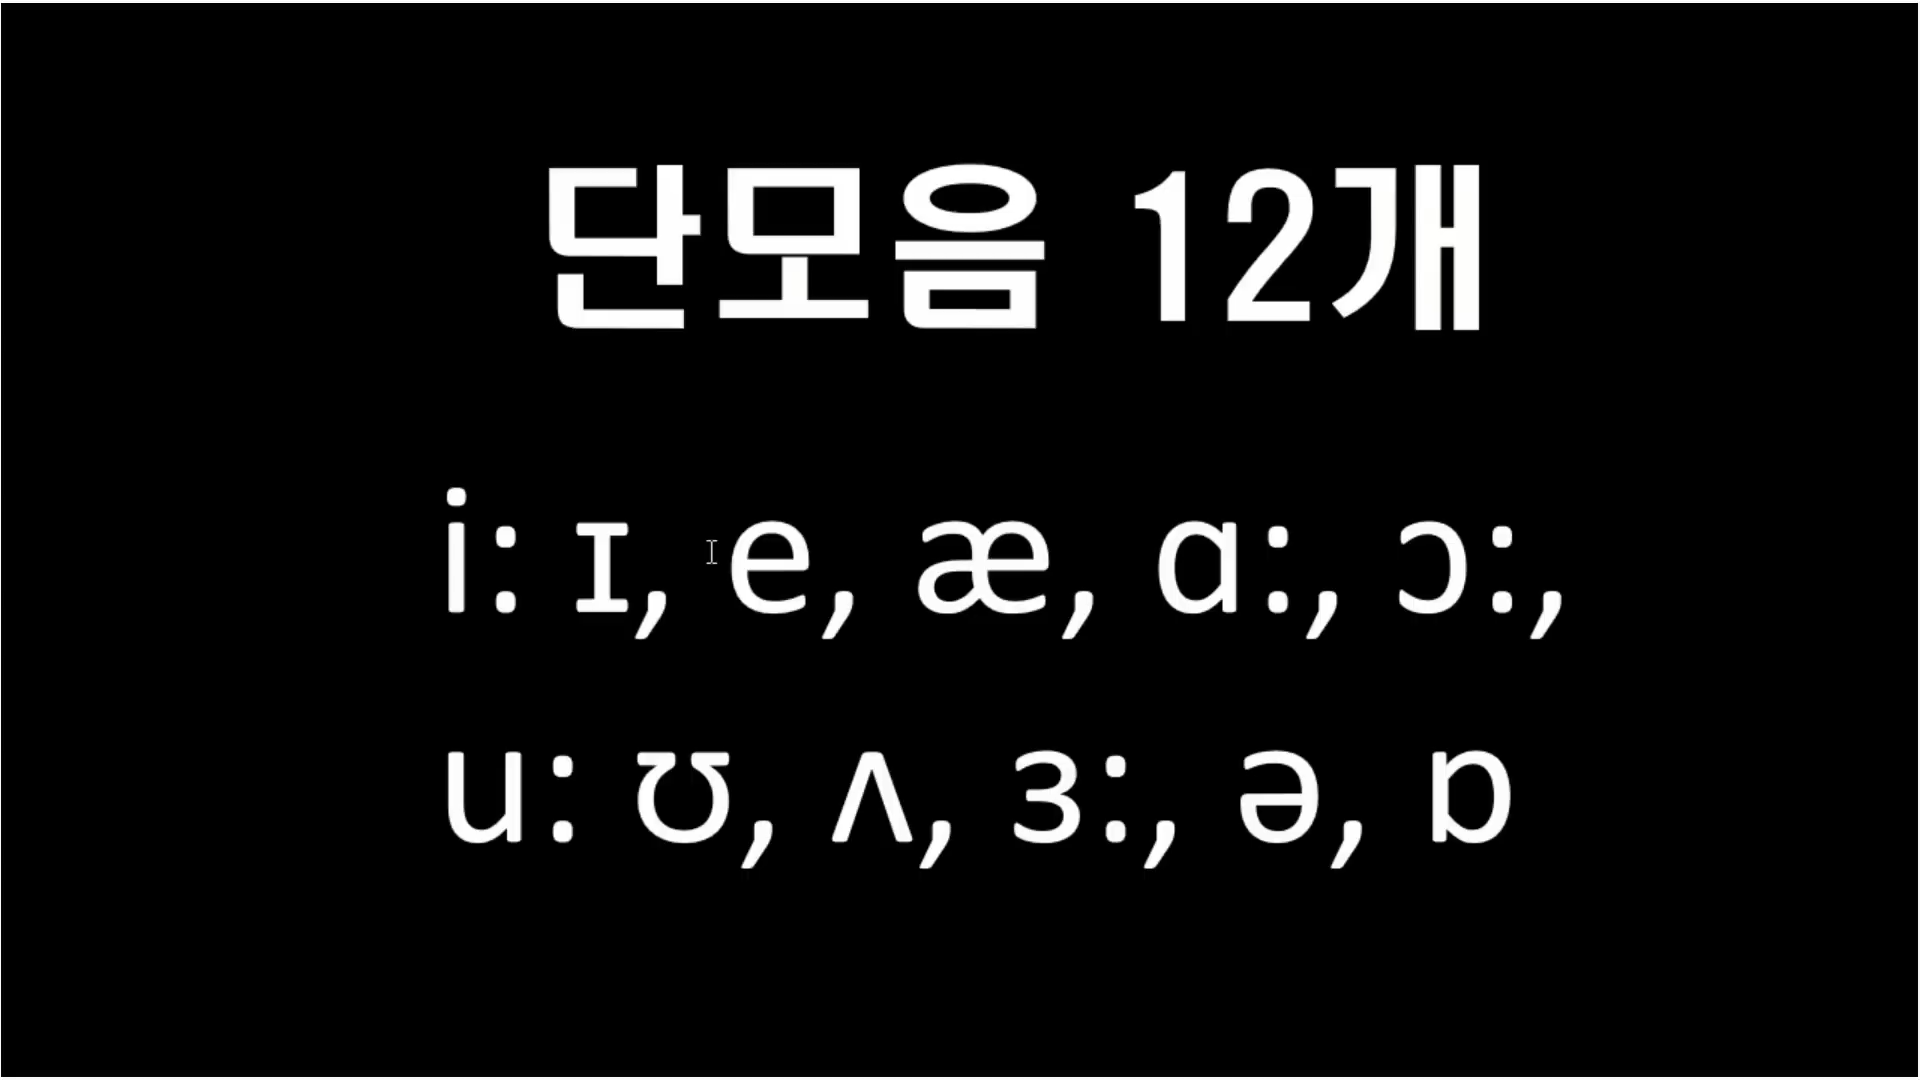 단모음 12개
i: ɪ, e, æ, ɑ:, ɔ:,
u: ʊ, ʌ, ɜ:, ə, ɒ